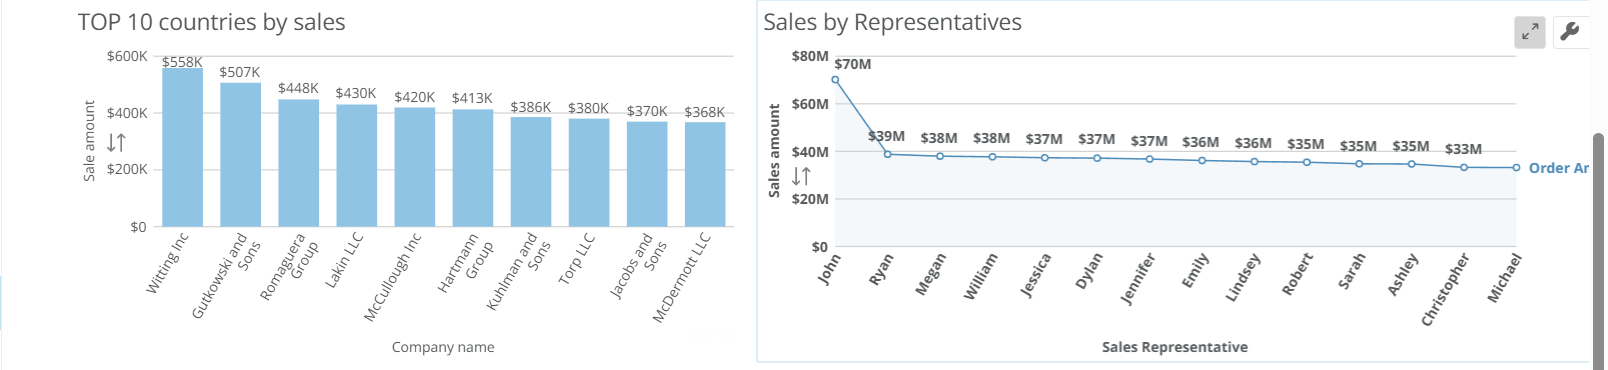 TOP 10 countries by sales
$600K
$400K
$200K
$0
Sale amount
$558K
$507K
$448K
$430K
$420K
$413K
$386K
$380K
$370K
$368K
Witting Inc
Gutkowski and
Sons
Romaguera
Group
Lakin LLC
McCullough Inc
Hartmann
Group
Kuhlman and
Sons
Torp LLC
Jacobs and
Sons
McDermott LLC
Company name
Sales by Representatives
$80M
$60M
$40M
$20M
$0
Sales amount
$70M
$39M
$38M
$38M
$37M
$37M
$37M
$36M
$36M
$35M
$35M
$35M
$33M
Order Ar
John
Ryan
Megan
William
Jessica
Dylan
Jennifer
Emily
Lindsey
Robert
Sarah
Ashley
Christopher
Michael
Sales Representative